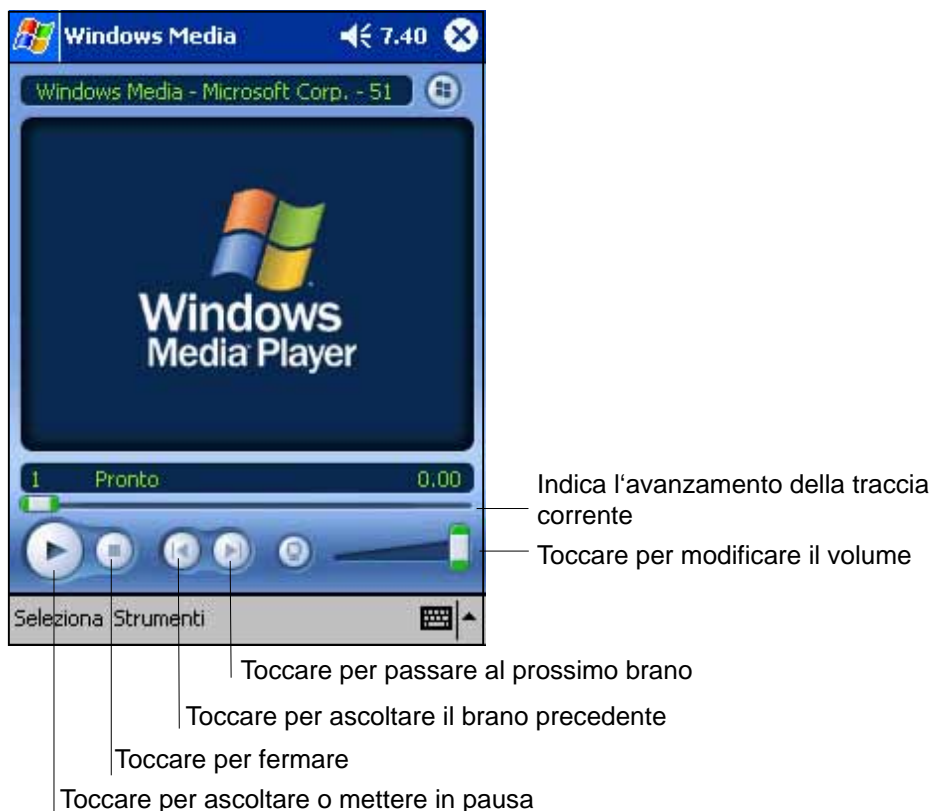 Windows Media 7.40
Windows Media - Microsoft Corp. - 51
Windows
Media Player
1 Pronto 0.00
Indica l‘avanzamento della traccia
corrente
Toccare per modificare il volume
Seleziona Strumenti
Toccare per passare al prossimo brano
Toccare per ascoltare il brano precedente
Toccare per fermare
Toccare per ascoltare o mettere in pausa